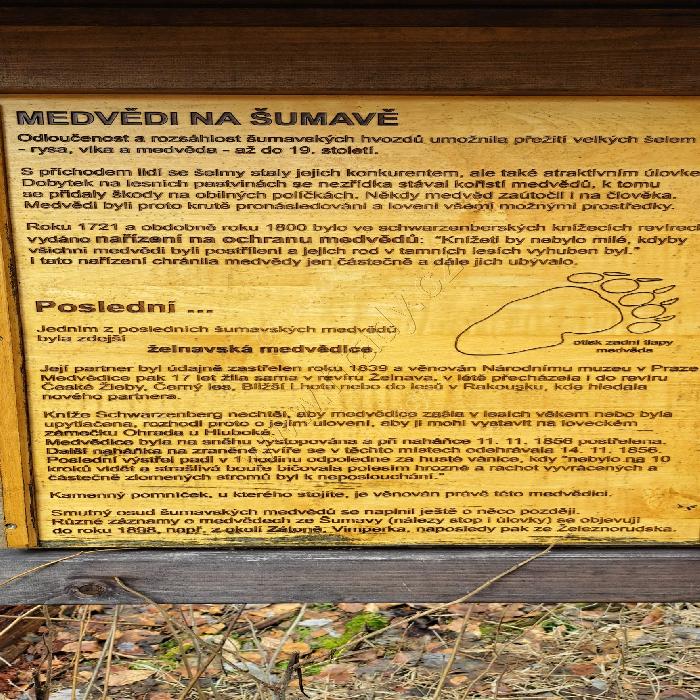 MEDVĚDI NA ŠUMAVĚ
Odloučenost a rozsáhlost šumavských hvozdů umožnila přežití velkých šelem
- rysa, vlka a medvěda - až do 19. století.
S příchodem lidí se šelmy staly jejich konkurentem, ale také atraktivním úlovke
Dobytek na lesních pastvinách se nezřídka stával kořistí medvědů, k tomu
se přidaly škody na obilných políčkách. Někdy medvěd zaútočil i na člověka.
Medvědi byli proto krutě pronásledováni a loveni všemi možnými prostředky.
Roku 1721 a obdobně roku 1800 bylo ve schwarzenberských knížecích revírech
vydáno nařízení na ochranu medvědů: "Knížeti by nebylo milé, kdyby
všichni medvědi byli postříleni a jejich rod v tamních lesích vyhuben byl."
I tato nařízení chránila medvědy jen částečně a dále jich ubývalo.
Poslední ...
Jedním z posledních šumavských medvědů
byla zdejší
želnavská medvědice.
otisk zadní tlapy
medvěda
Její partner byl údajně zastřelen roku 1839 a věnován Národnímu muzeu v Praze
Medvědice pak 17 let žila sama v revíru Želnava, v létě přecházela i do revíru
České Žleby, Černý les, Bližší Lhota nebo do lesů v Rakousku, kde hledala
nového partnera.
Kníže Schwarzenberg nechtěl, aby medvědice zašla v lesích věkem nebo byla
upytlačena, rozhodl proto o jejím ulovení, aby ji mohl vystavit na loveckém
zámečku Ohrada u Hluboké.
Medvědice byla na sněhu vystopována a při naháňce 11. 11. 1856 postřelena.
Další naháňka na zraněné zvíře se v těchto místech odehrávala 14. 11. 1856.
Poslední výstřel padl v 1 hodinu odpoledne za husté vánice, kdy "nebylo na 10
kroků vidět a strašlivá bouře bičovala polesím hrozně a rachot vyvrácených a
částečně zlomených stromů byl k neposlouchání."
Kamenný pomníček, u kterého stojíte, je věnován právě této medvědici.
Smutný osud šumavských medvědů se naplnil ještě o něco později.
Různé záznamy o medvědech ze Šumavy (nálezy stop i úlovky) se objevují
do roku 1898, např. z okolí Zátoně, Vimperka, naposledy pak ze Železnorudska.